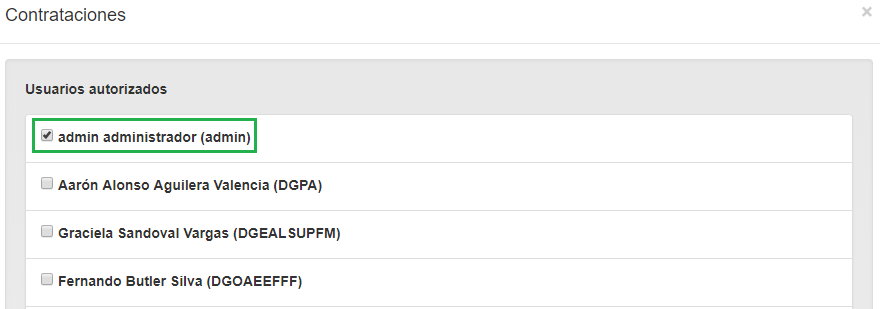 Contrataciones
×
Usuarios autorizados
admin administrador (admin)
Aarón Alonso Aguilera Valencia (DGPA)
Graciela Sandoval Vargas (DGEALSUPFM)
Fernando Butler Silva (DGOAEEFFF)